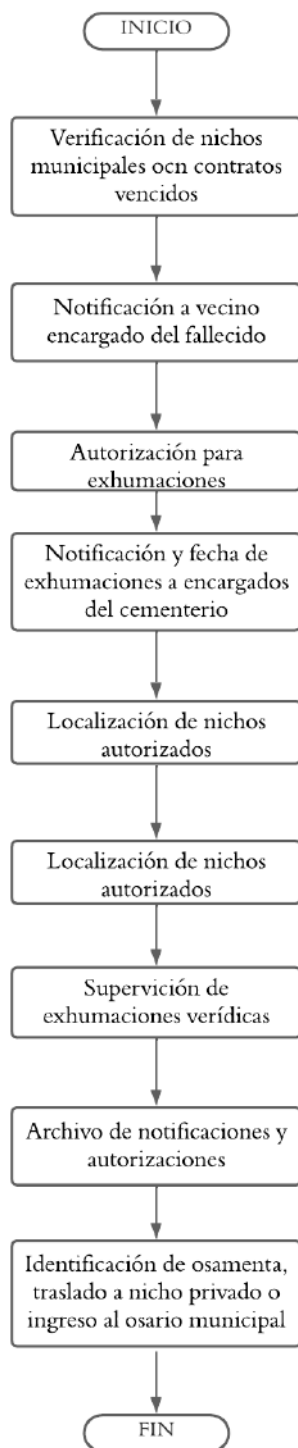 INICIO
Verificación de nichos
municipales ocn contratos
vencidos
Notificación a vecino
encargado del fallecido
Autorización para
exhumaciones
Notificación y fecha de
exhumaciones a encargados
del cementerio
Localización de nichos
autorizados
Localización de nichos
autorizados
Supervición de
exhumaciones verídicas
Archivo de notificaciones y
autorizaciones
Identificación de osamenta,
traslado a nicho privado o
ingreso al osario municipal
FIN